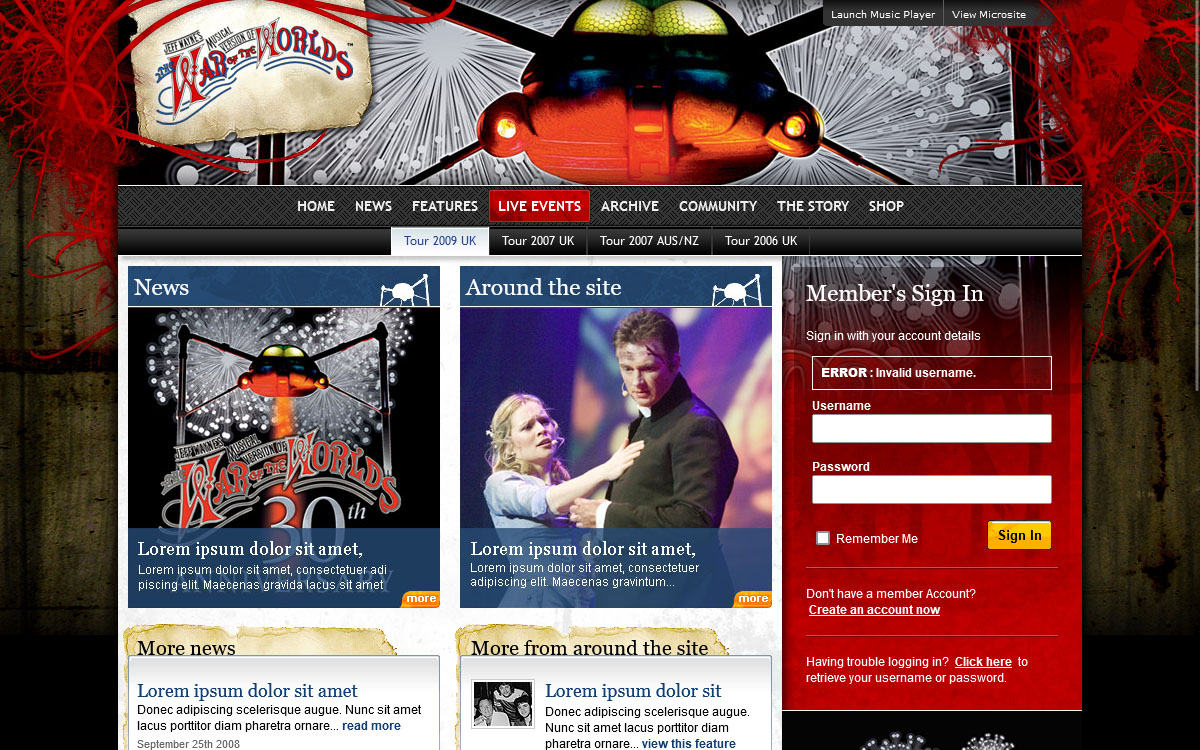 Launch Music Player
View Microsite
JEFF WAYNE'S
MUSICAL
VERSION OF
THE WAR OF THE WORLDS™
HOME NEWS FEATURES LIVE EVENTS ARCHIVE COMMUNITY THE STORY SHOP
Tour 2009 UK Tour 2007 UK Tour 2007 AUS/NZ Tour 2006 UK
News
JEFF WAYNE'S
MUSICAL
VERSION OF
THE WAR OF THE WORLDS
30th
ANNIVERSARY
Lorem ipsum dolor sit amet,
Lorem ipsum dolor sit amet, consectetuer adi
piscing elit. Maecenas gravida lacus sit amet
more
Around the site
Lorem ipsum dolor sit amet,
Lorem ipsum dolor sit amet, consectetuer
adipiscing elit. Maecenas gravintum...
more
Member's Sign In
Sign in with your account details
ERROR : Invalid username.
Username
Password
Remember Me
Sign In
Don't have a member Account?
Create an account now
Having trouble logging in? Click here to
retrieve your username or password.
More news
Lorem ipsum dolor sit amet
Donec adipiscing scelerisque augue. Nunc sit amet
lacus porttitor diam pharetra ornare... read more
September 25th 2008
More from around the site
Lorem ipsum dolor sit
Donec adipiscing scelerisque augue.
Nunc sit amet lacus porttitor diam
pharetra ornare... view this feature